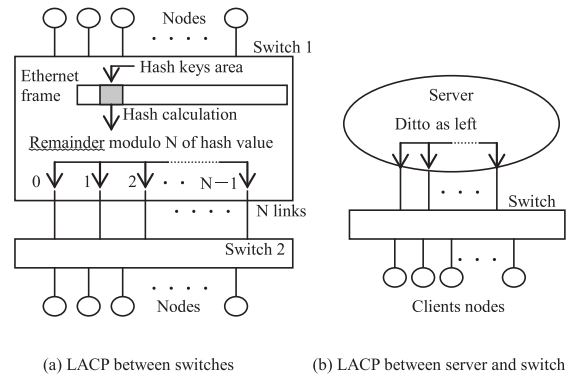 Nodes
Switch 1
Ethernet
frame
Hash keys area
Hash calculation
Remainder modulo N of hash value
0 1 2 N－1
N links
Switch 2
Nodes
(a) LACP between switches
Server
Ditto as left
Switch
Clients nodes
(b) LACP between server and switch